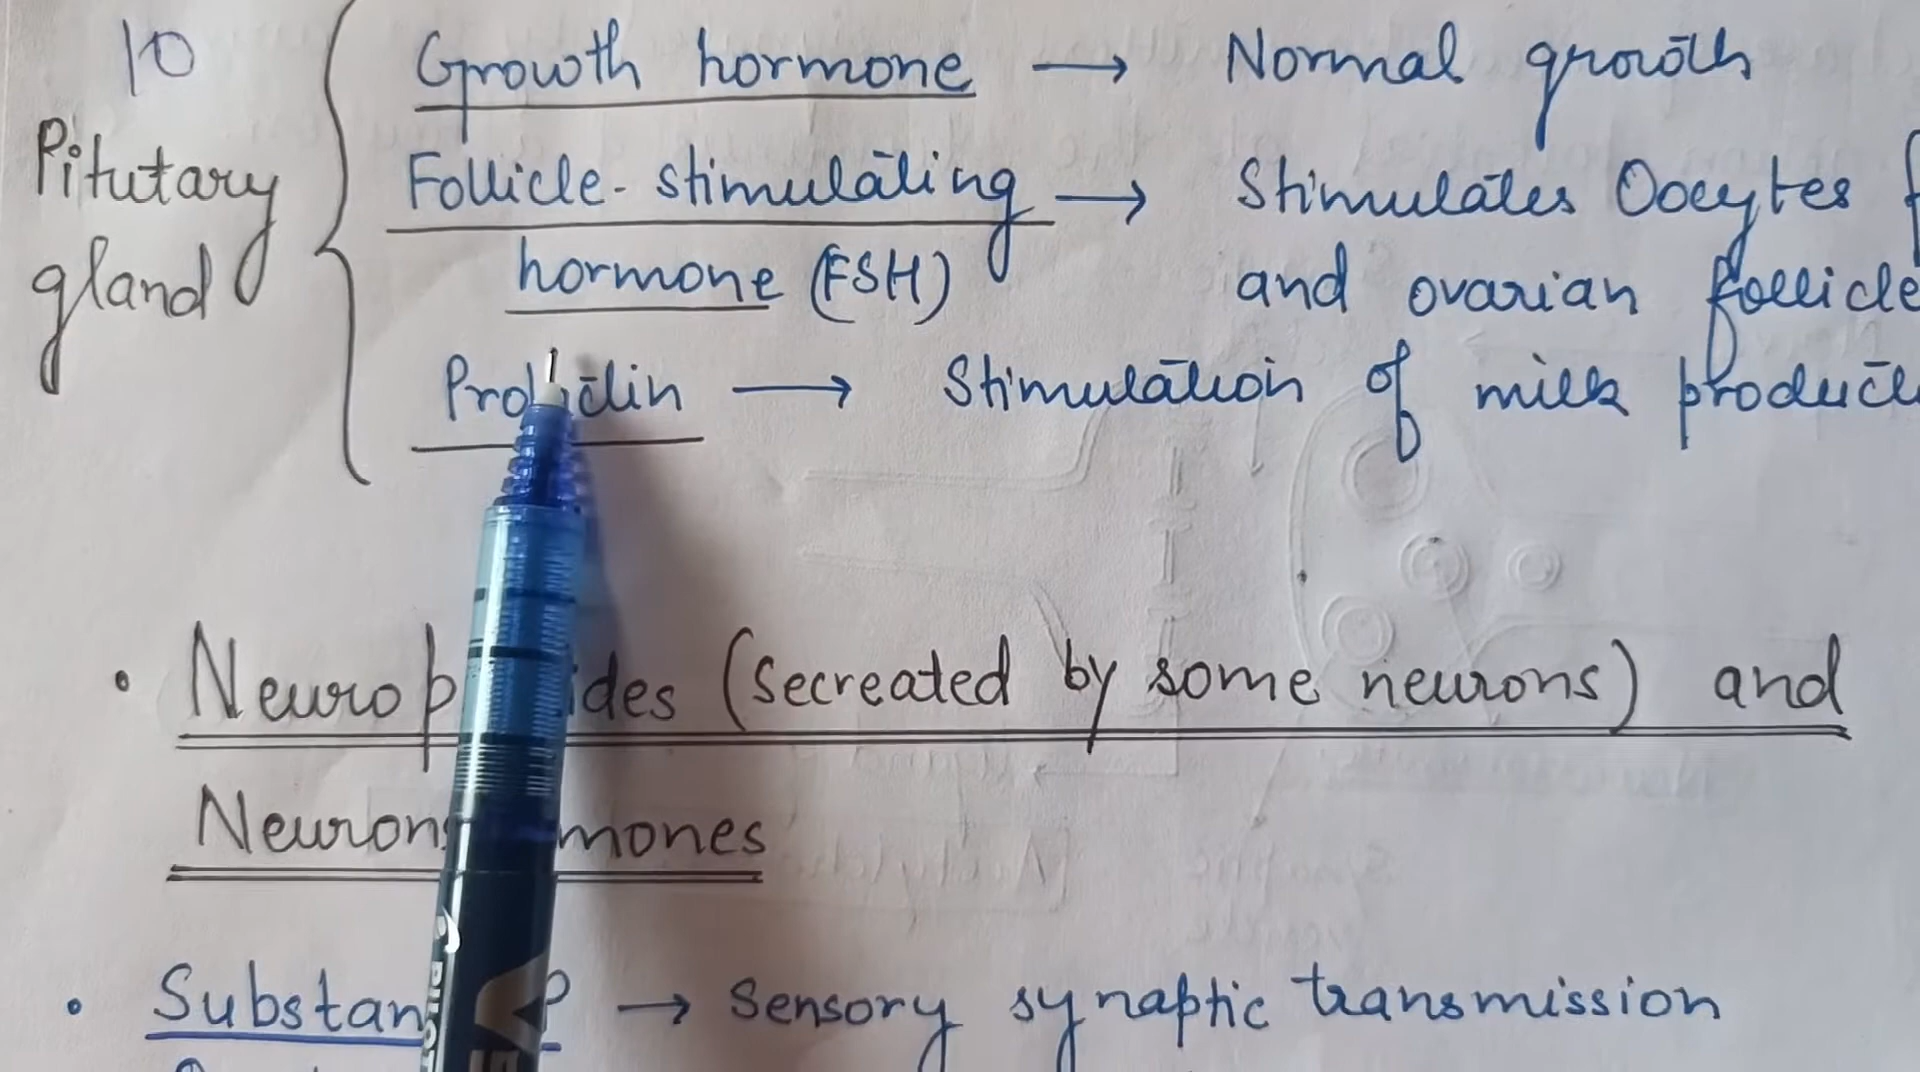 10
Pitutary
gland
Growth hormone → Normal growth
Follicle-stimulating → Stimulates Oocytes
hormone (FSH) and ovarian follicle
→ Stimulation of milk
• (Secreated by some neurons) and
• → Sensory synaptic transmission